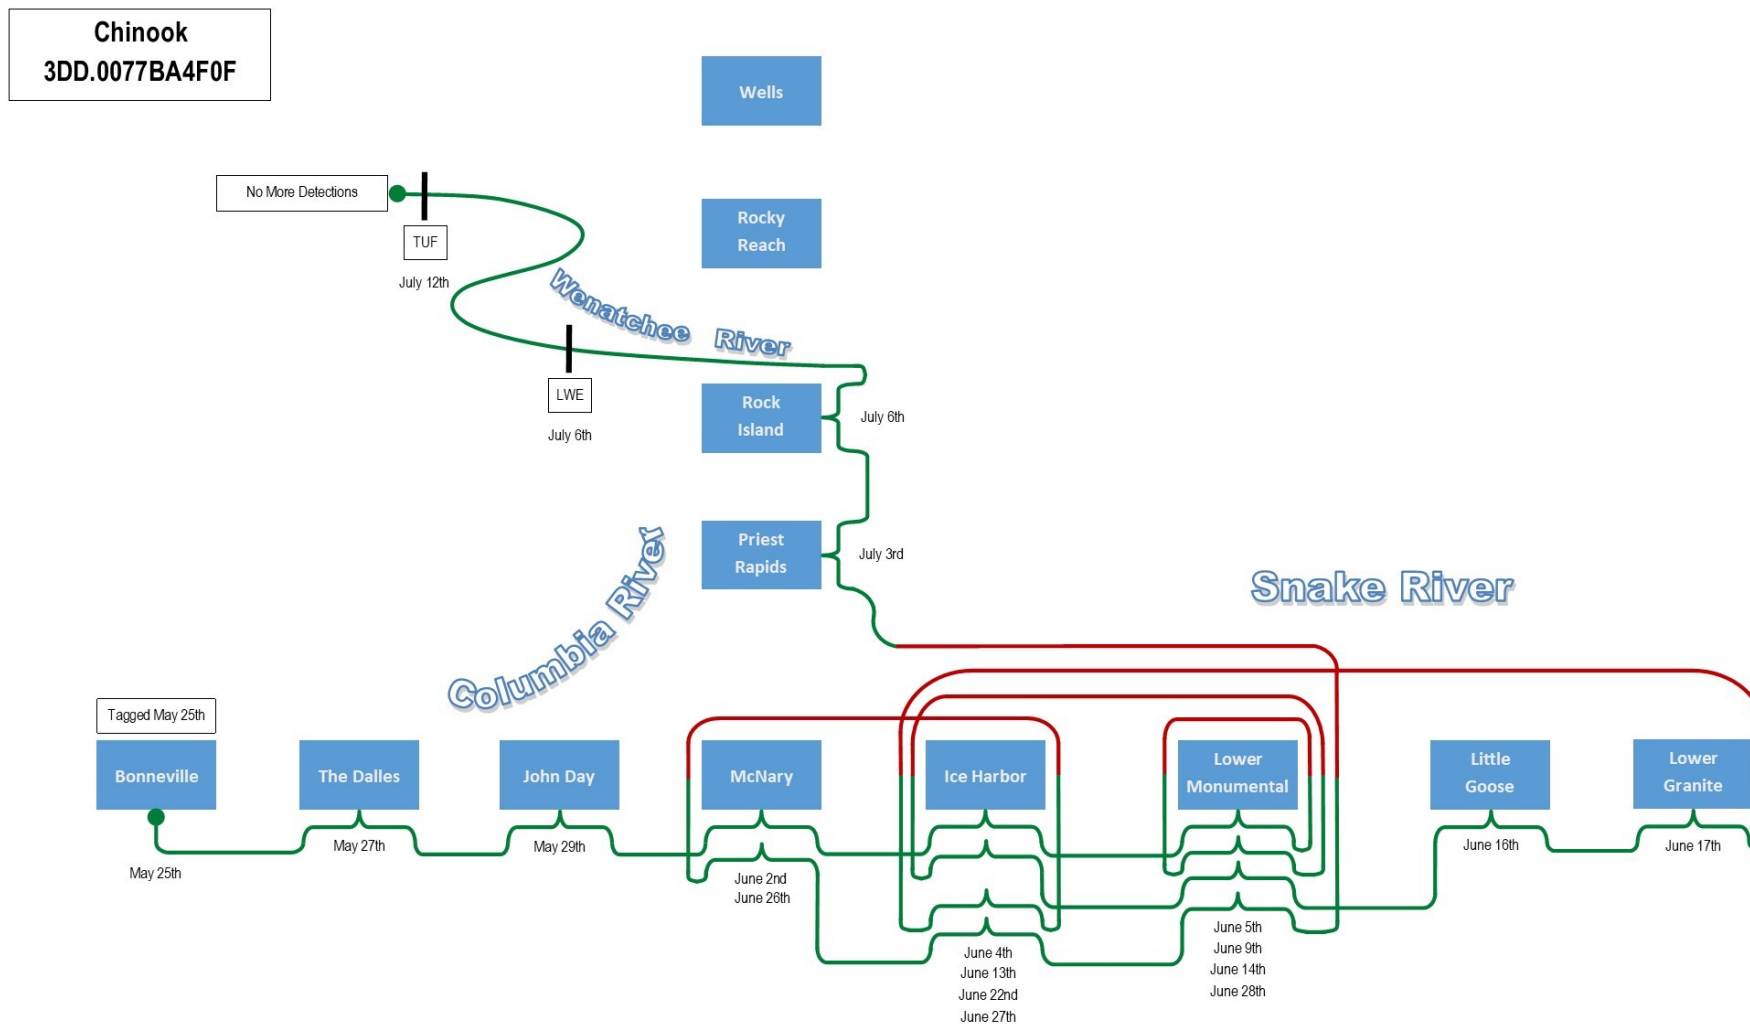 Chinook
3DD.0077BA4F0F
Wells
No More Detections
Rocky
Reach
TUF
July 12th
Wenatchee River
LWE
July 6th
Rock
Island
July 6th
Priest
Rapids
July 3rd
Columbia River
Snake River
Tagged May 25th
Bonneville
The Dalles
John Day
McNary
Ice Harbor
Lower
Monumental
Little
Goose
Lower
Granite
May 25th
May 27th
May 29th
June 2nd
June 26th
June 4th
June 13th
June 22nd
June 27th
June 5th
June 9th
June 14th
June 28th
June 16th
June 17th